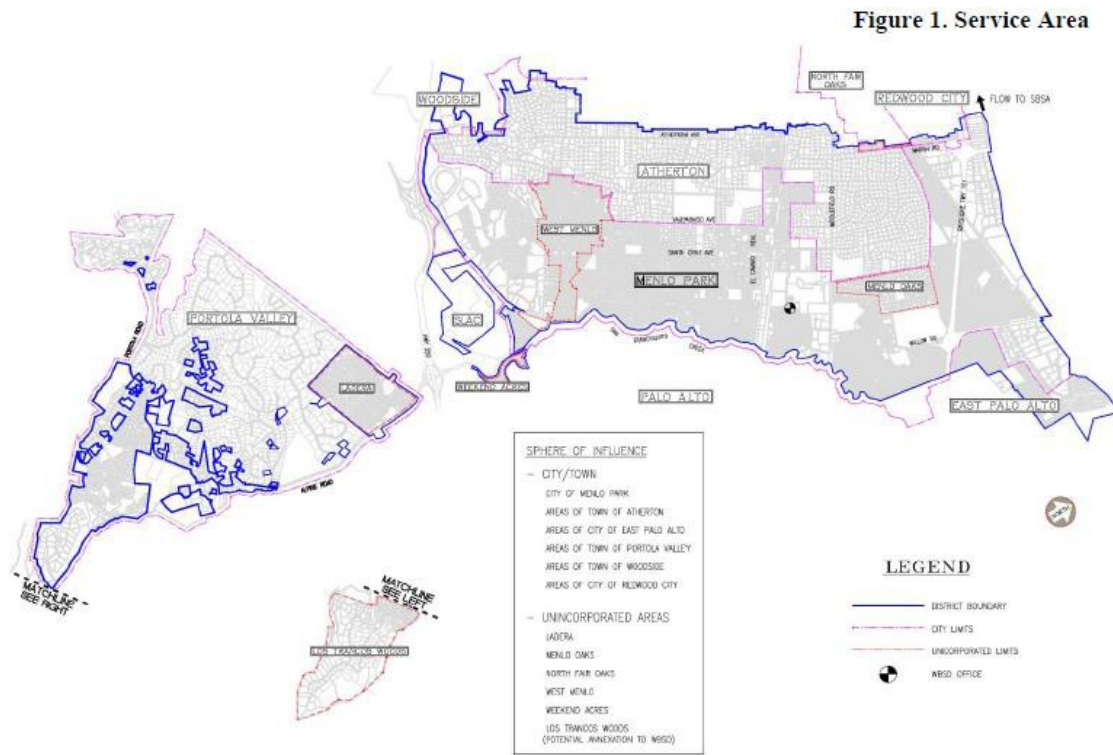 Figure 1. Service Area
NORTH FAIR
OAKS
WOODSIDE
REDWOOD CITY
FLOW TO SBSA
ATHERTON AVE
MARSH RD
ATHERTON
MIDDLEFIELD RD
BAYFRONT EXPY
VALPARAISO AVE
WEST MENLO
SANTA CRUZ AVE
EL CAMINO REAL
MENLO PARK
MENLO OAKS
PORTOLA VALLEY
PORTOLA ROAD
SLAC
HWY 280
SAN FRANCISQUITO
CREEK
WILLOW RD
LADERA
WEEKEND ACRES
PALO ALTO
EAST PALO ALTO
ALPINE ROAD
SPHERE OF INFLUENCE
- CITY/TOWN
CITY OF MENLO PARK
AREAS OF TOWN OF ATHERTON
AREAS OF CITY OF EAST PALO ALTO
AREAS OF TOWN OF PORTOLA VALLEY
AREAS OF TOWN OF WOODSIDE
AREAS OF CITY OF REDWOOD CITY
- UNINCORPORATED AREAS
LADERA
MENLO OAKS
NORTH FAIR OAKS
WEST MENLO
WEEKEND ACRES
LOS TRANCOS WOODS
(POTENTIAL ANNEXATION TO WBSD)
NORTH
LEGEND
DISTRICT BOUNDARY
CITY LIMITS
UNICORPORATED LIMITS
WBSD OFFICE
MATCHLINE
SEE RIGHT
MATCHLINE
SEE LEFT
LOS TRANCOS WOODS